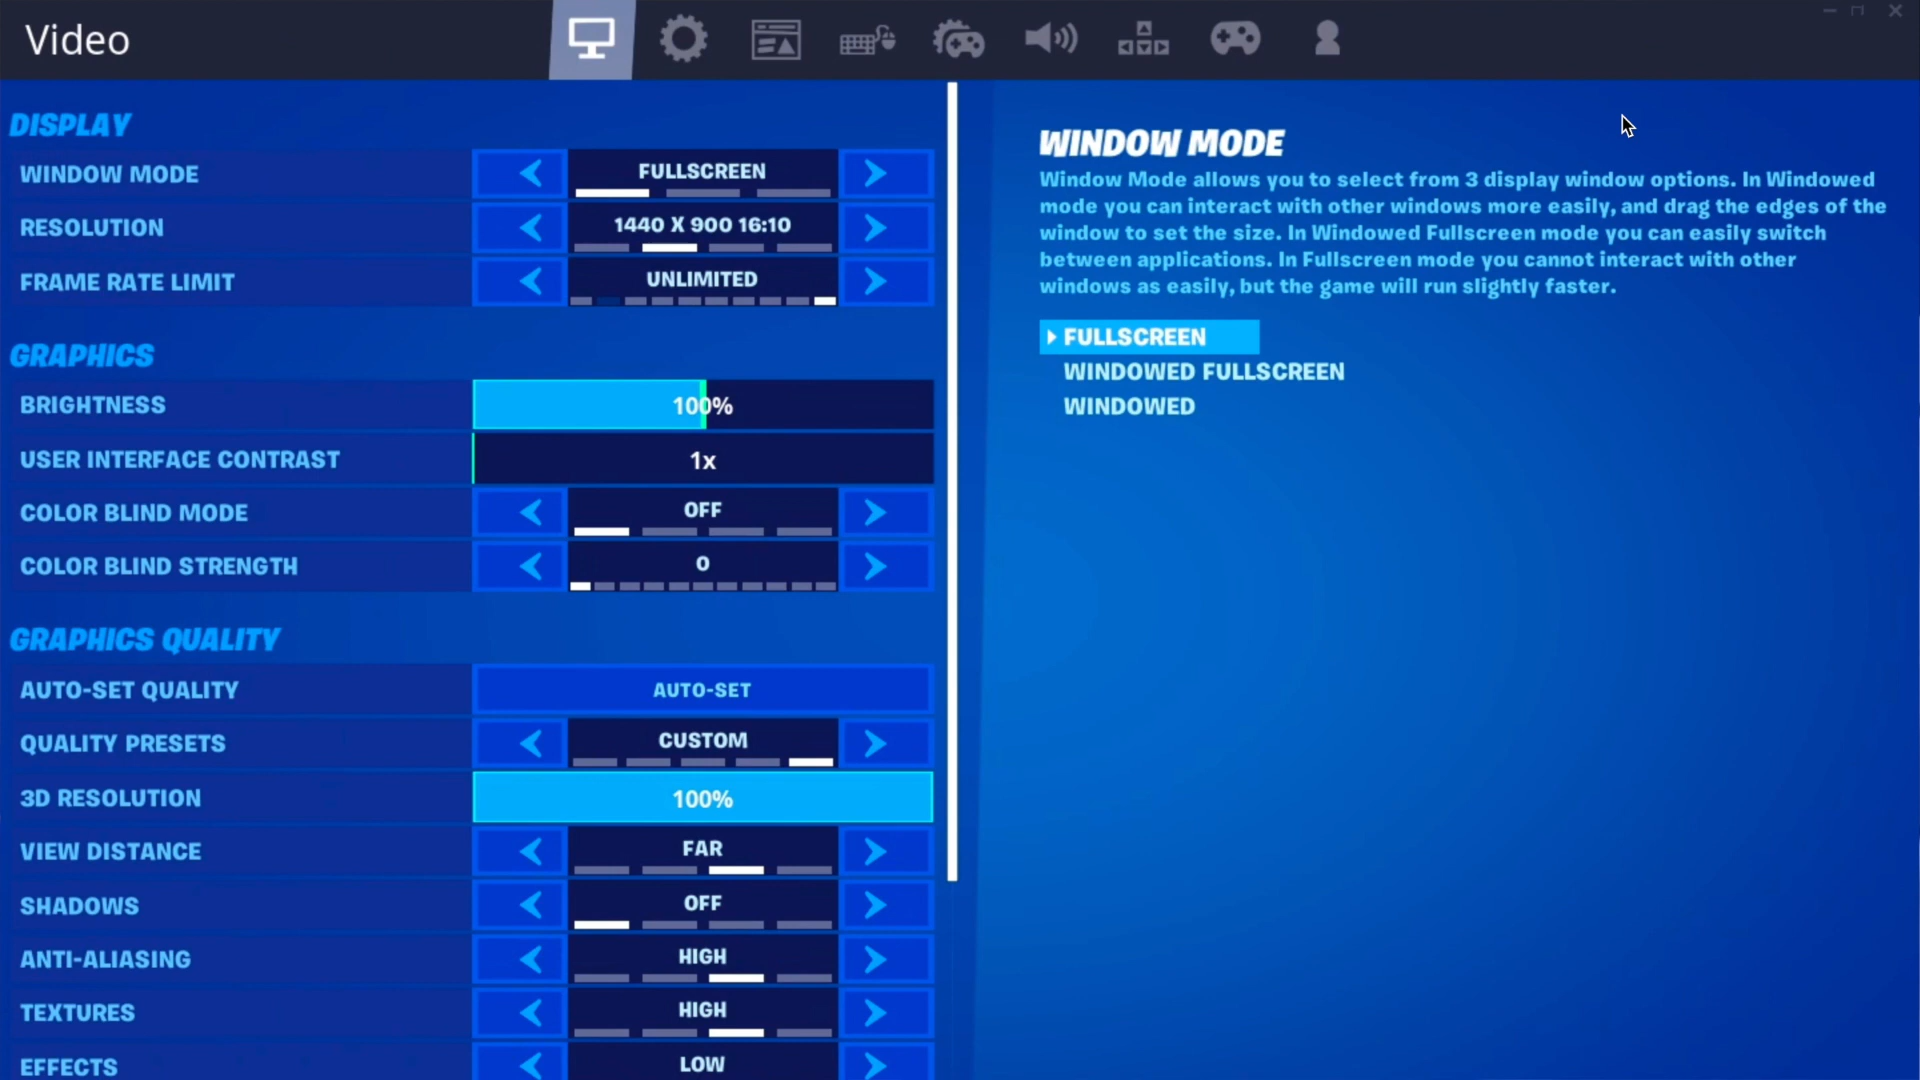 Video
DISPLAY
WINDOW MODE
FULLSCREEN
RESOLUTION
1440 X 900 16:10
FRAME RATE LIMIT
UNLIMITED
GRAPHICS
BRIGHTNESS
100%
USER INTERFACE CONTRAST
1x
COLOR BLIND MODE
OFF
COLOR BLIND STRENGTH
0
GRAPHICS QUALITY
AUTO-SET QUALITY
AUTO-SET
QUALITY PRESETS
CUSTOM
3D RESOLUTION
100%
VIEW DISTANCE
FAR
SHADOWS
OFF
ANTI-ALIASING
HIGH
TEXTURES
HIGH
EFFECTS
LOW
WINDOW MODE
Window Mode allows you to select from 3 display window options. In Windowed
mode you can interact with other windows more easily, and drag the edges of the
window to set the size. In Windowed Fullscreen mode you can easily switch
between applications. In Fullscreen mode you cannot interact with other
windows as easily, but the game will run slightly faster.
FULLSCREEN
WINDOWED FULLSCREEN
WINDOWED